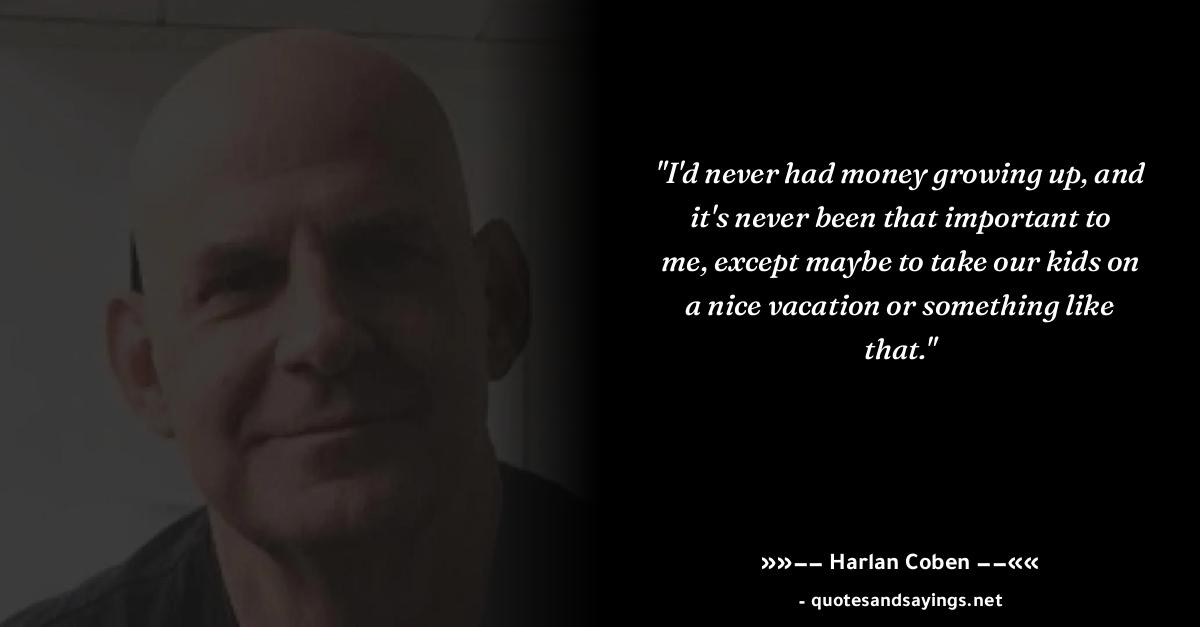 "I'd never had money growing up, and
it's never been that important to
me, except maybe to take our kids on
a nice vacation or something like
that."
»»−− Harlan Coben −−««
- quotesandsayings.net